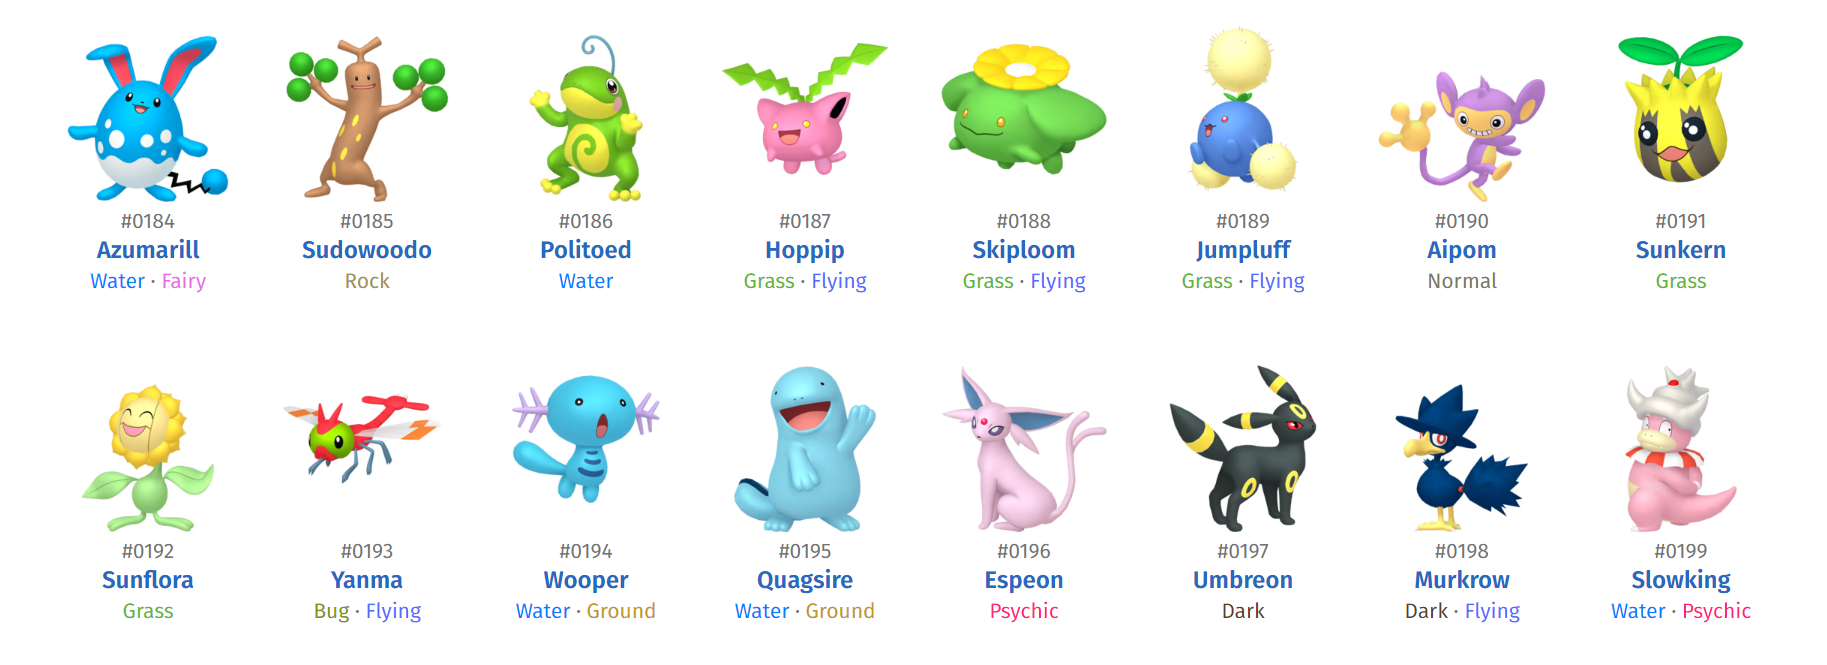 #0184 #0185 #0186 #0187 #0188 #0189 #0190 #0191
Azumarill Sudowoodo Politoed Hoppip Skiploom Jumpluff Aipom Sunkern
Water · Fairy Rock Water Grass · Flying Grass · Flying Grass · Flying Normal Grass
#0192 #0193 #0194 #0195 #0196 #0197 #0198 #0199
Sunflora Yanma Wooper Quagsire Espeon Umbreon Murkrow Slowking
Grass Bug · Flying Water · Ground Water · Ground Psychic Dark Dark · Flying Water · Psychic